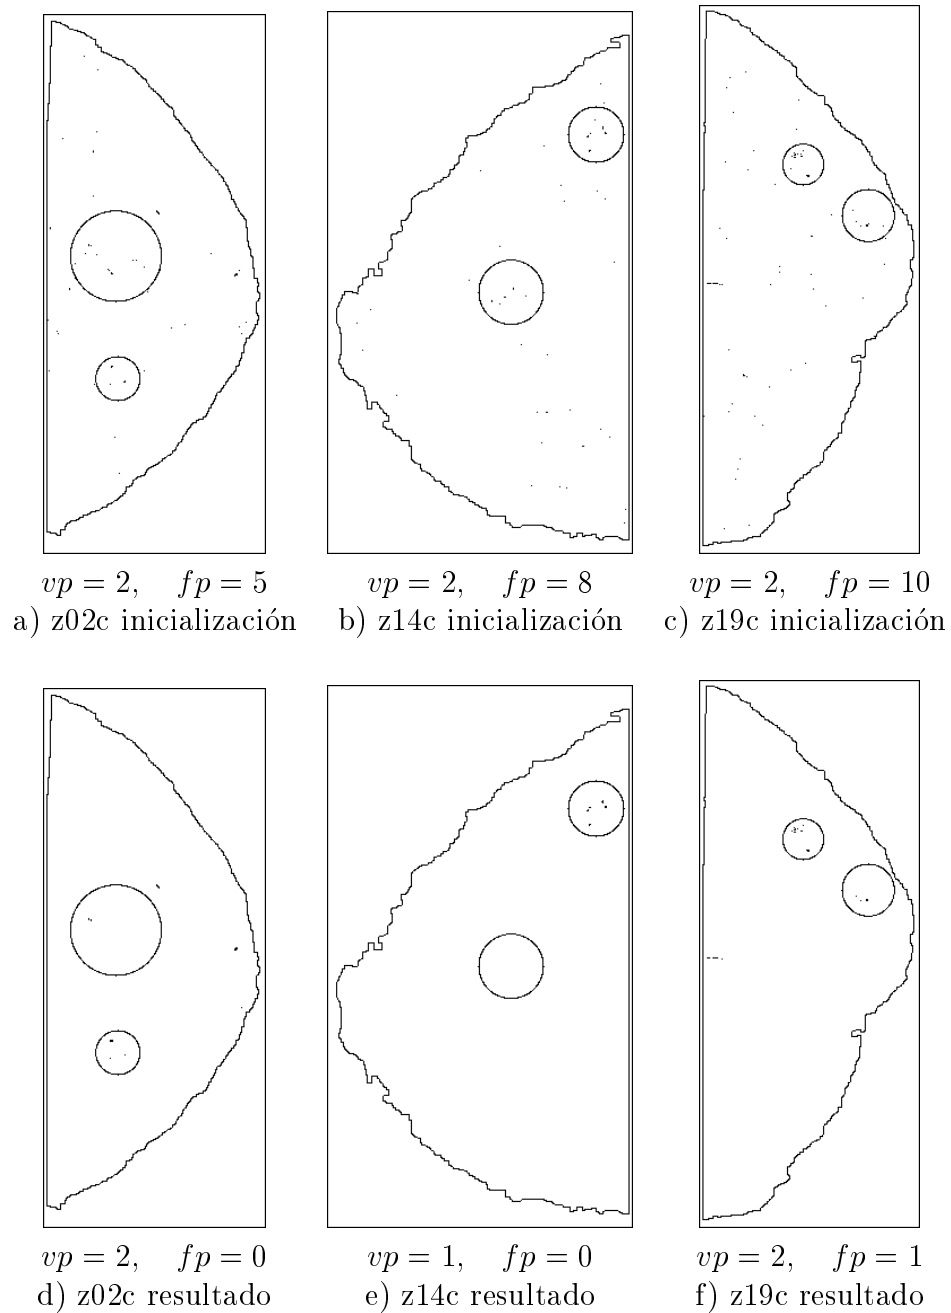 vp = 2, fp = 5
a) z02c inicialización
vp = 2, fp = 8
b) z14c inicialización
vp = 2, fp = 10
c) z19c inicialización
vp = 2, fp = 0
d) z02c resultado
vp = 1, fp = 0
e) z14c resultado
vp = 2, fp = 1
f) z19c resultado